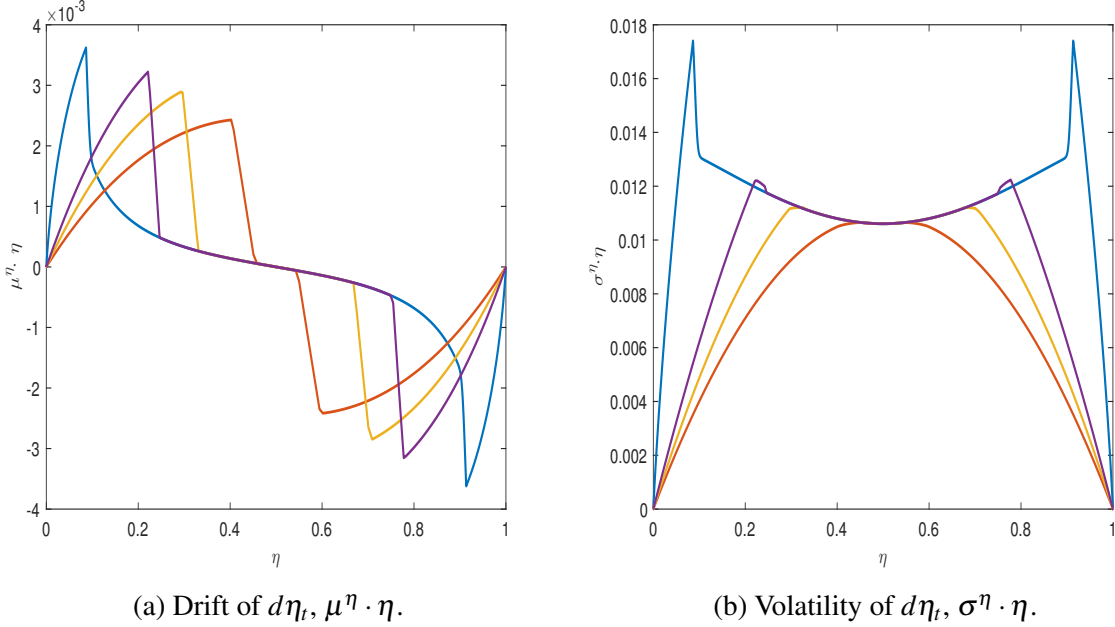 ×10⁻³
4
3
2
1
0
-1
-2
-3
-4
μ^η · η
0 0.2 0.4 0.6 0.8 1
η
(a) Drift of dη_t, μ^η · η.
0.018
0.016
0.014
0.012
0.01
0.008
0.006
0.004
0.002
0
σ^η · η
0 0.2 0.4 0.6 0.8 1
η
(b) Volatility of dη_t, σ^η · η.